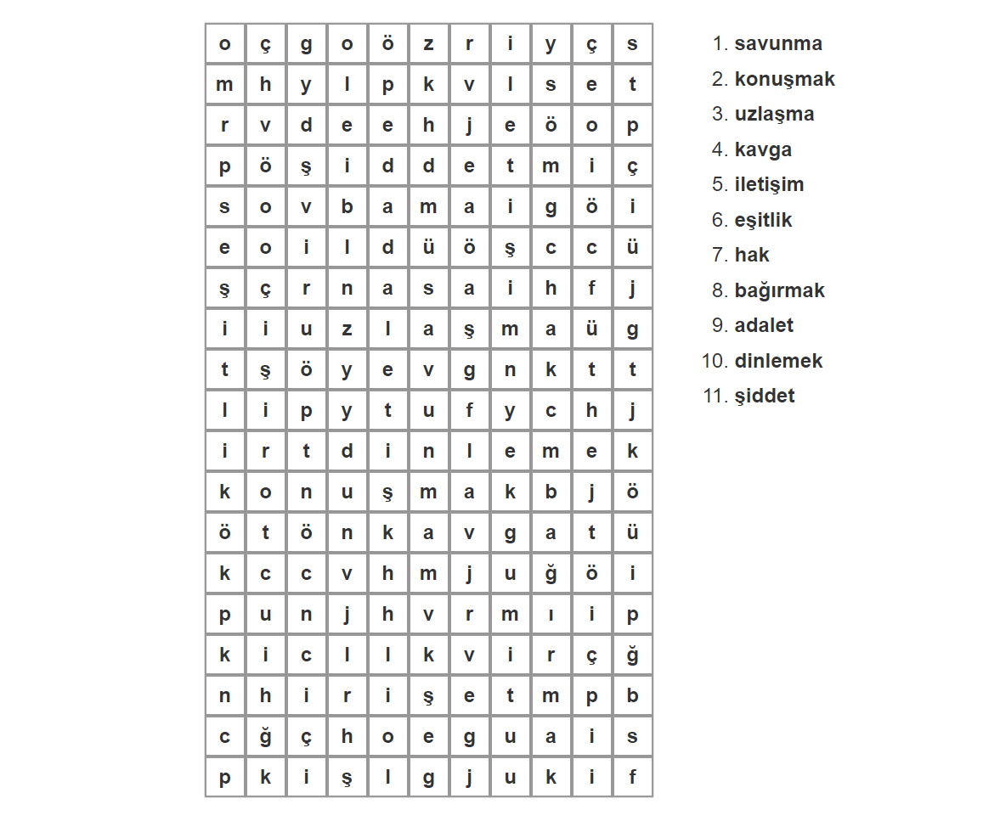 o ç g o ö z r i y ç s
m h y l p k v l s e t
r v d e e h j e ö o p
p ö ş i d d e t m i ç
s o v b a m a i g ö i
e o i l d ü ö ş c c ü
ş ç r n a s a i h f j
i i u z l a ş m a ü g
t ş ö y e v g n k t t
l i p y t u f y c h j
i r t d i n l e m e k
k o n u ş m a k b j ö
ö t ö n k a v g a t ü
k c c v h m j u ğ ö i
p u n j h v r m ı i p
k i c l l k v i r ç ğ
n h i r i ş e t m p b
c ğ ç h o e g u a i s
p k i ş l g j u k i f
1. savunma
2. konuşmak
3. uzlaşma
4. kavga
5. iletişim
6. eşitlik
7. hak
8. bağırmak
9. adalet
10. dinlemek
11. şiddet